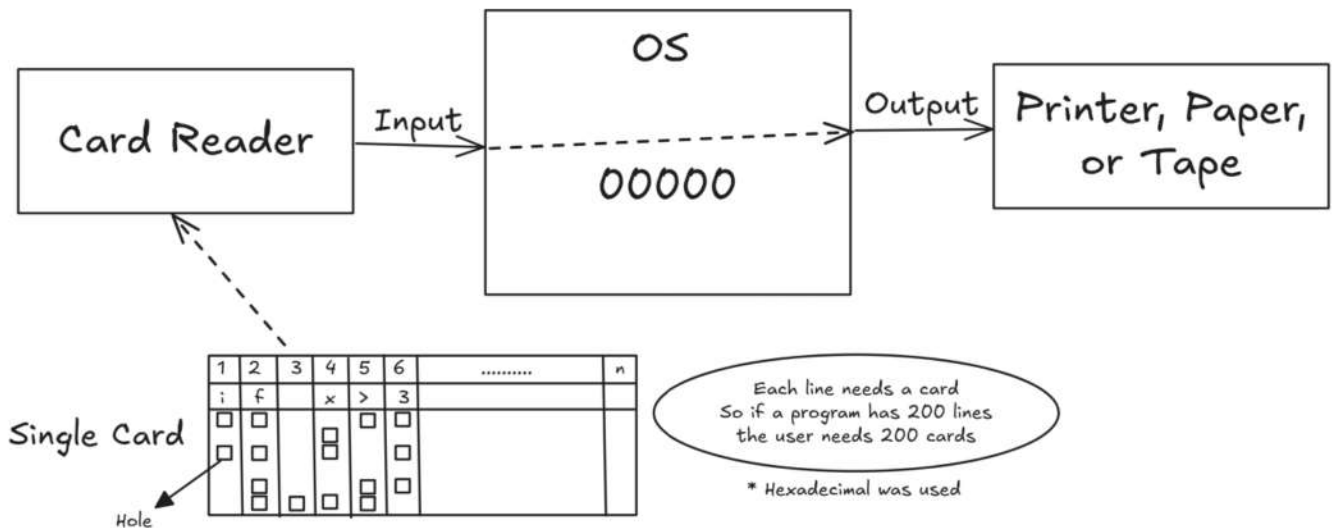 OS
Card Reader
Input
Output
Printer, Paper,
or Tape
00000
1 2 3 4 5 6 .......... n
i f x > 3
Single Card
Hole
Each line needs a card
So if a program has 200 lines
the user needs 200 cards
* Hexadecimal was used